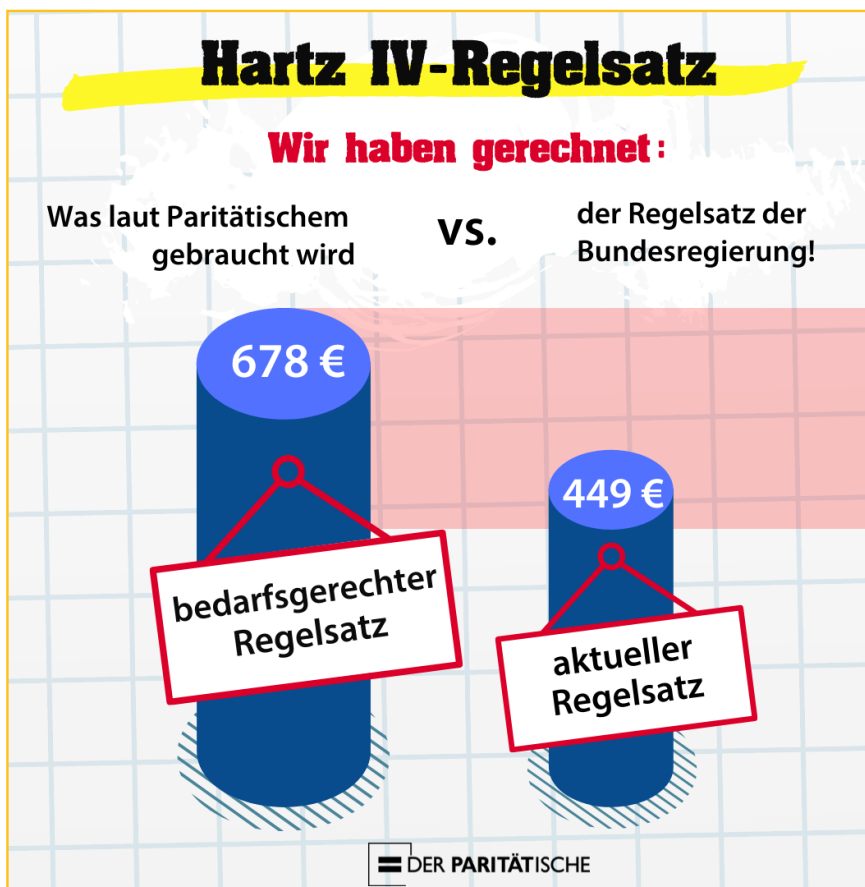 Hartz IV-Regelsatz
Wir haben gerechnet:
Was laut Paritätischem
gebraucht wird
vs.
der Regelsatz der
Bundesregierung!
678 €
449 €
bedarfsgerechter
Regelsatz
aktueller
Regelsatz
DER PARITÄTISCHE